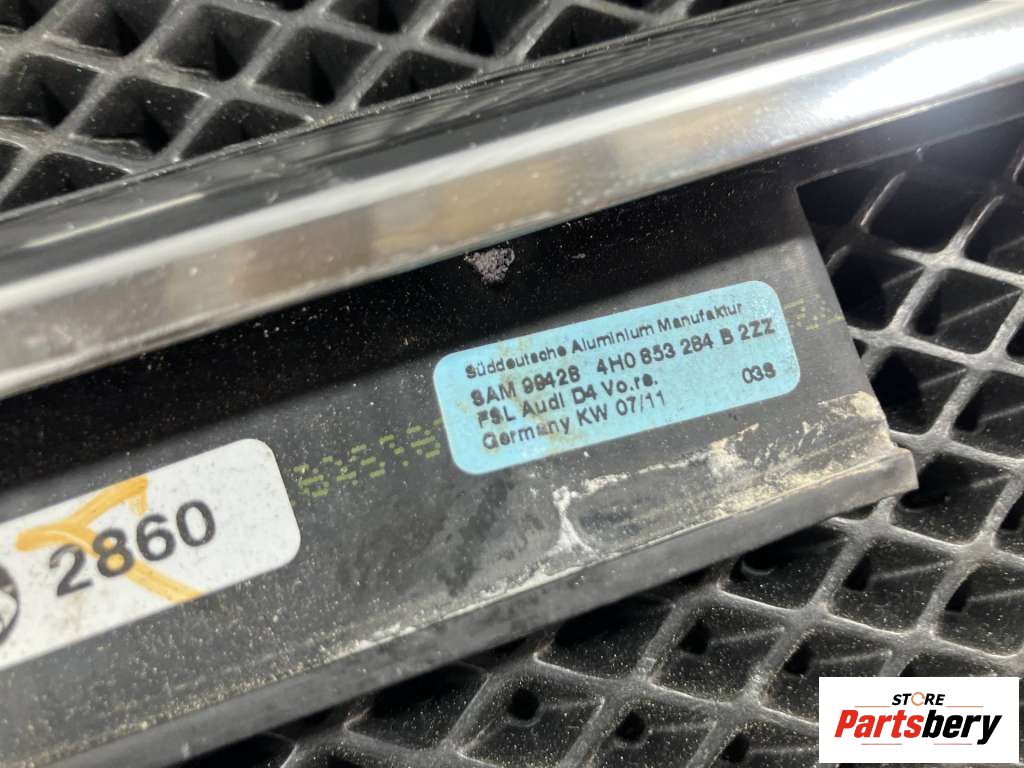 Süddeutsche Aluminium Manufaktur
SAM 99428 4H0 853 284 B 2ZZ
FSL Audi D4 Vo.re.
Germany KW 07/11 03S
2860
STORE
Partsbery